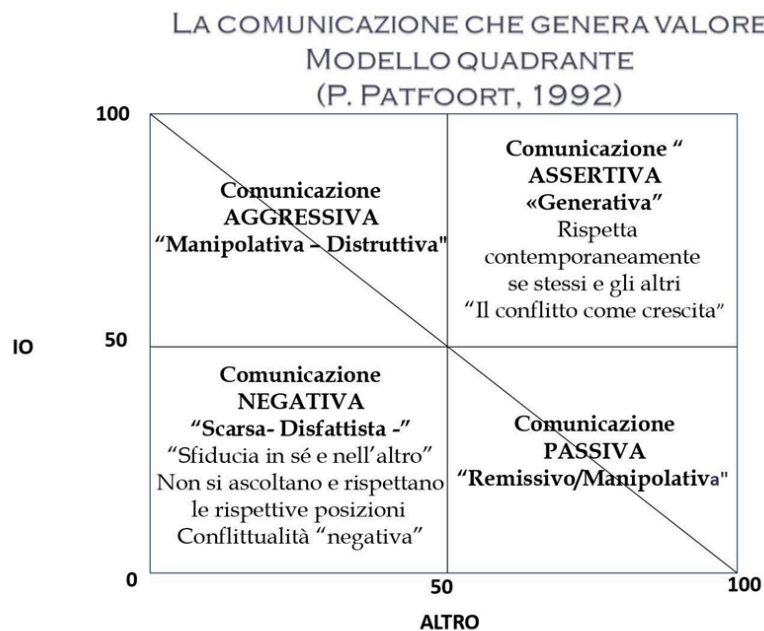 LA COMUNICAZIONE CHE GENERA VALORE
MODELLO QUADRANTE
(P. PATFOORT, 1992)
100
Comunicazione
AGGRESSIVA
“Manipolativa – Distruttiva"
Comunicazione “
ASSERTIVA
«Generativa”
Rispetta
contemporaneamente
se stessi e gli altri
“Il conflitto come crescita”
IO
50
Comunicazione
NEGATIVA
“Scarsa- Disfattista -”
“Sfiducia in sé e nell’altro”
Non si ascoltano e rispettano
le rispettive posizioni
Conflittualità “negativa”
Comunicazione
PASSIVA
“Remissivo/Manipolativa"
0
50
100
ALTRO